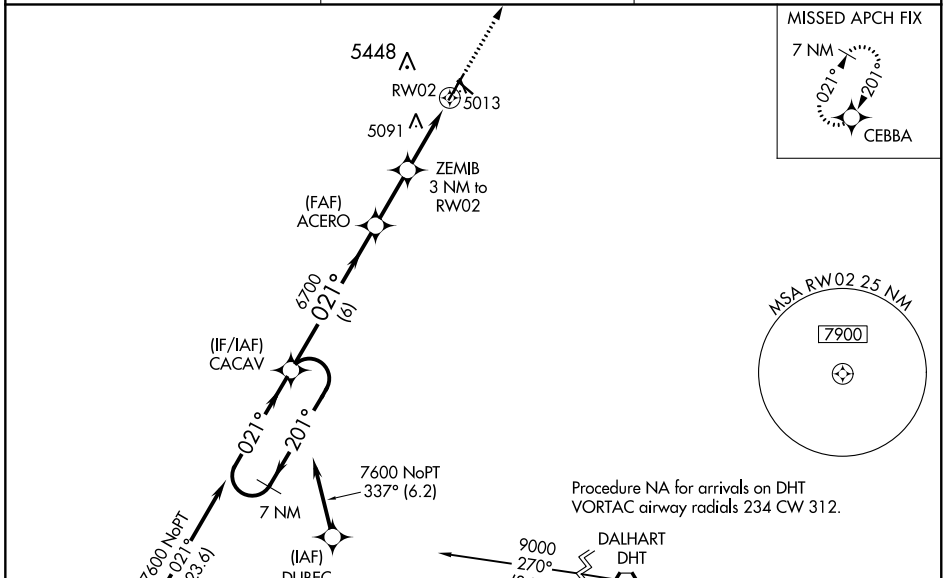 MISSED APCH FIX
7 NM
021°
201°
CEBBA
5448
RW02
5013
5091
ZEMIB
3 NM to
RW02
(FAF)
ACERO
6700
021°
(6)
MSA RW02 25 NM
7900
(IF/IAF)
CACAV
021°
201°
7 NM
7600 NoPT
337° (6.2)
7600 NoPT
021°
Procedure NA for arrivals on DHT
VORTAC airway radials 234 CW 312.
DALHART
DHT
9000
270°
(IAF)